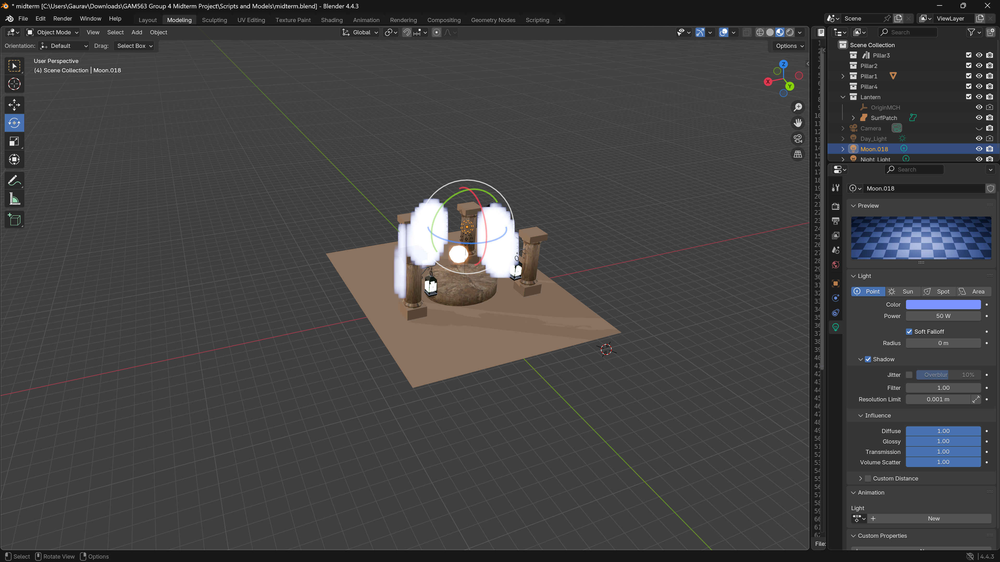 * midterm [C:\Users\Gaurav\Downloads\GAM563 Group 4 Midterm Project\Scripts and Models\midterm.blend] - Blender 4.4.3
File Edit Render Window Help Layout Modeling Sculpting UV Editing Texture Paint Shading Animation Rendering Compositing Geometry Nodes Scripting + Scene ViewLayer
Object Mode View Select Add Object Global Search
Orientation: Default Drag: Select Box Options
User Perspective
(4) Scene Collection | Moon.018
Z
X
Y
Scene Collection
Pillar3
Pillar2
Pillar1
Pillar4
Lantern
OriginMCH
SurfPatch
Camera
Day_Light
Moon.018
Night_Light
Search
Moon.018
Preview
Light
Point Sun Spot Area
Color
Power 50 W
Soft Falloff
Radius 0 m
Shadow
Jitter Overblur 10%
Filter 1.00
Resolution Limit 0.001 m
Influence
Diffuse 1.00
Glossy 1.00
Transmission 1.00
Volume Scatter 1.00
Custom Distance
Animation
Light
New
Custom Properties
File:
Select Rotate View Options 4.4.3